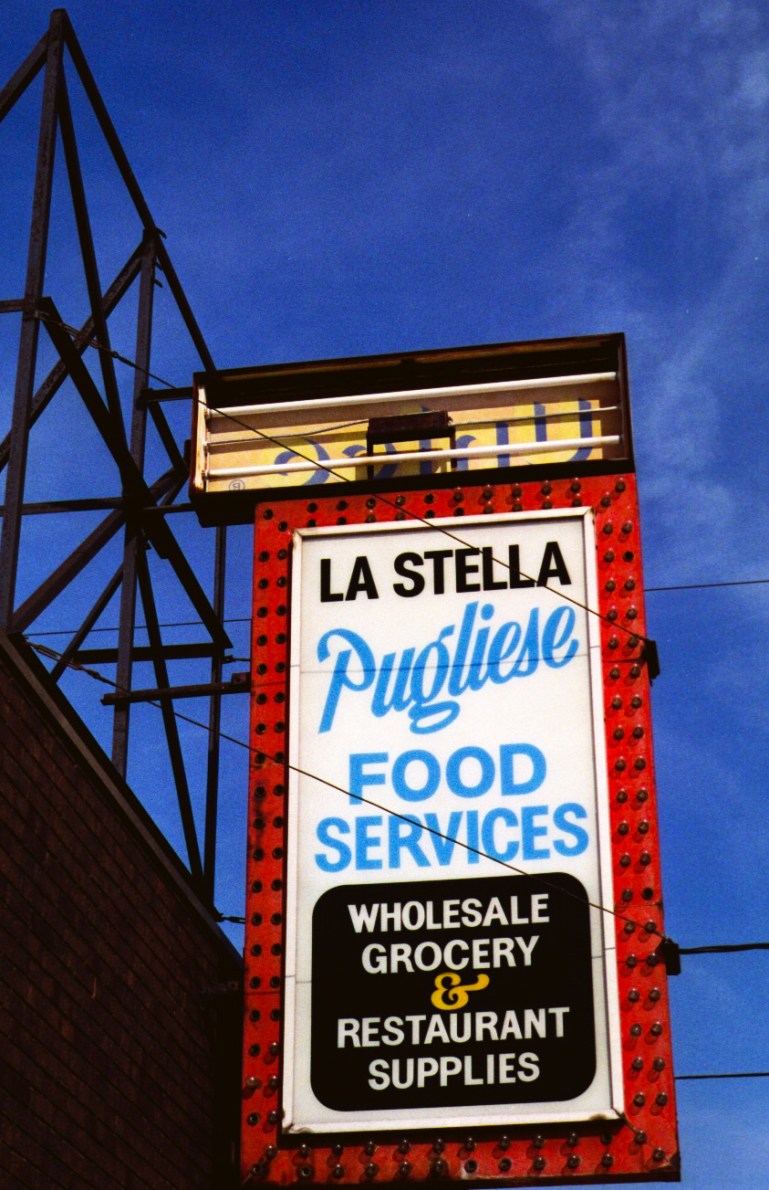 LA STELLA
Pugliese
FOOD
SERVICES
WHOLESALE
GROCERY
&
RESTAURANT
SUPPLIES